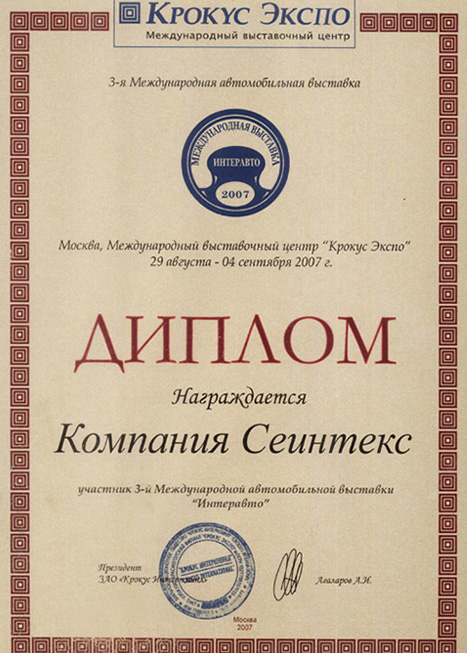 КРОКУС ЭКСПО
Международный выставочный центр
3-я Международная автомобильная выставка
МЕЖДУНАРОДНАЯ ВЫСТАВКА
ИНТЕРАВТО
2007
Москва, Международный выставочный центр "Крокус Экспо"
29 августа - 04 сентября 2007 г.
ДИПЛОМ
Награждается
Компания Сеинтекс
участник 3-й Международной автомобильной выставки
"Интеравто"
Президент
ЗАО «Крокус Интернэшнл»
Агаларов А.И.
Москва
2007